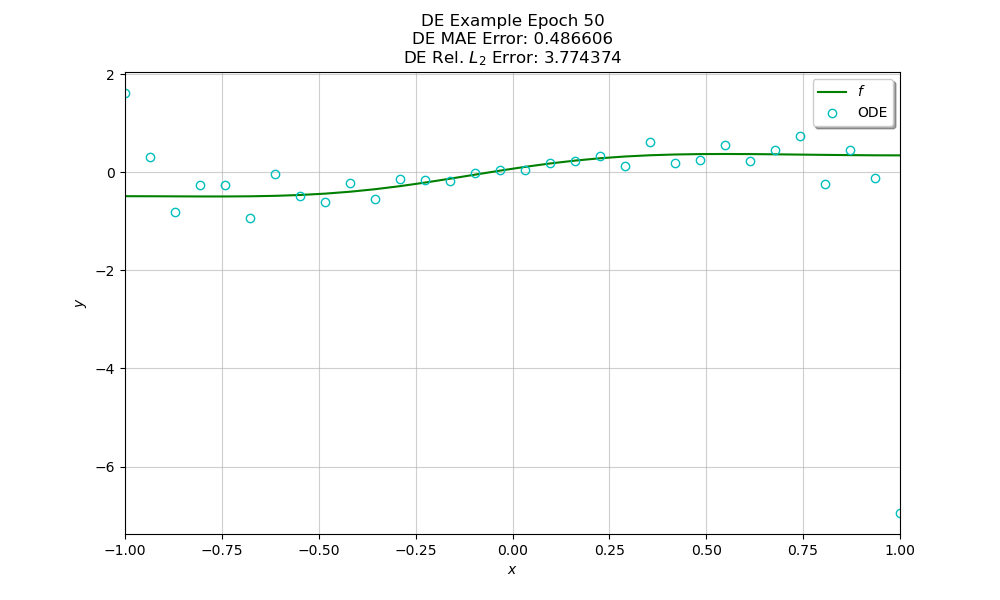 DE Example Epoch 50
DE MAE Error: 0.486606
DE Rel. L₂ Error: 3.774374
f
ODE
2
0
−2
−4
−6
y
−1.00 −0.75 −0.50 −0.25 0.00 0.25 0.50 0.75 1.00
x